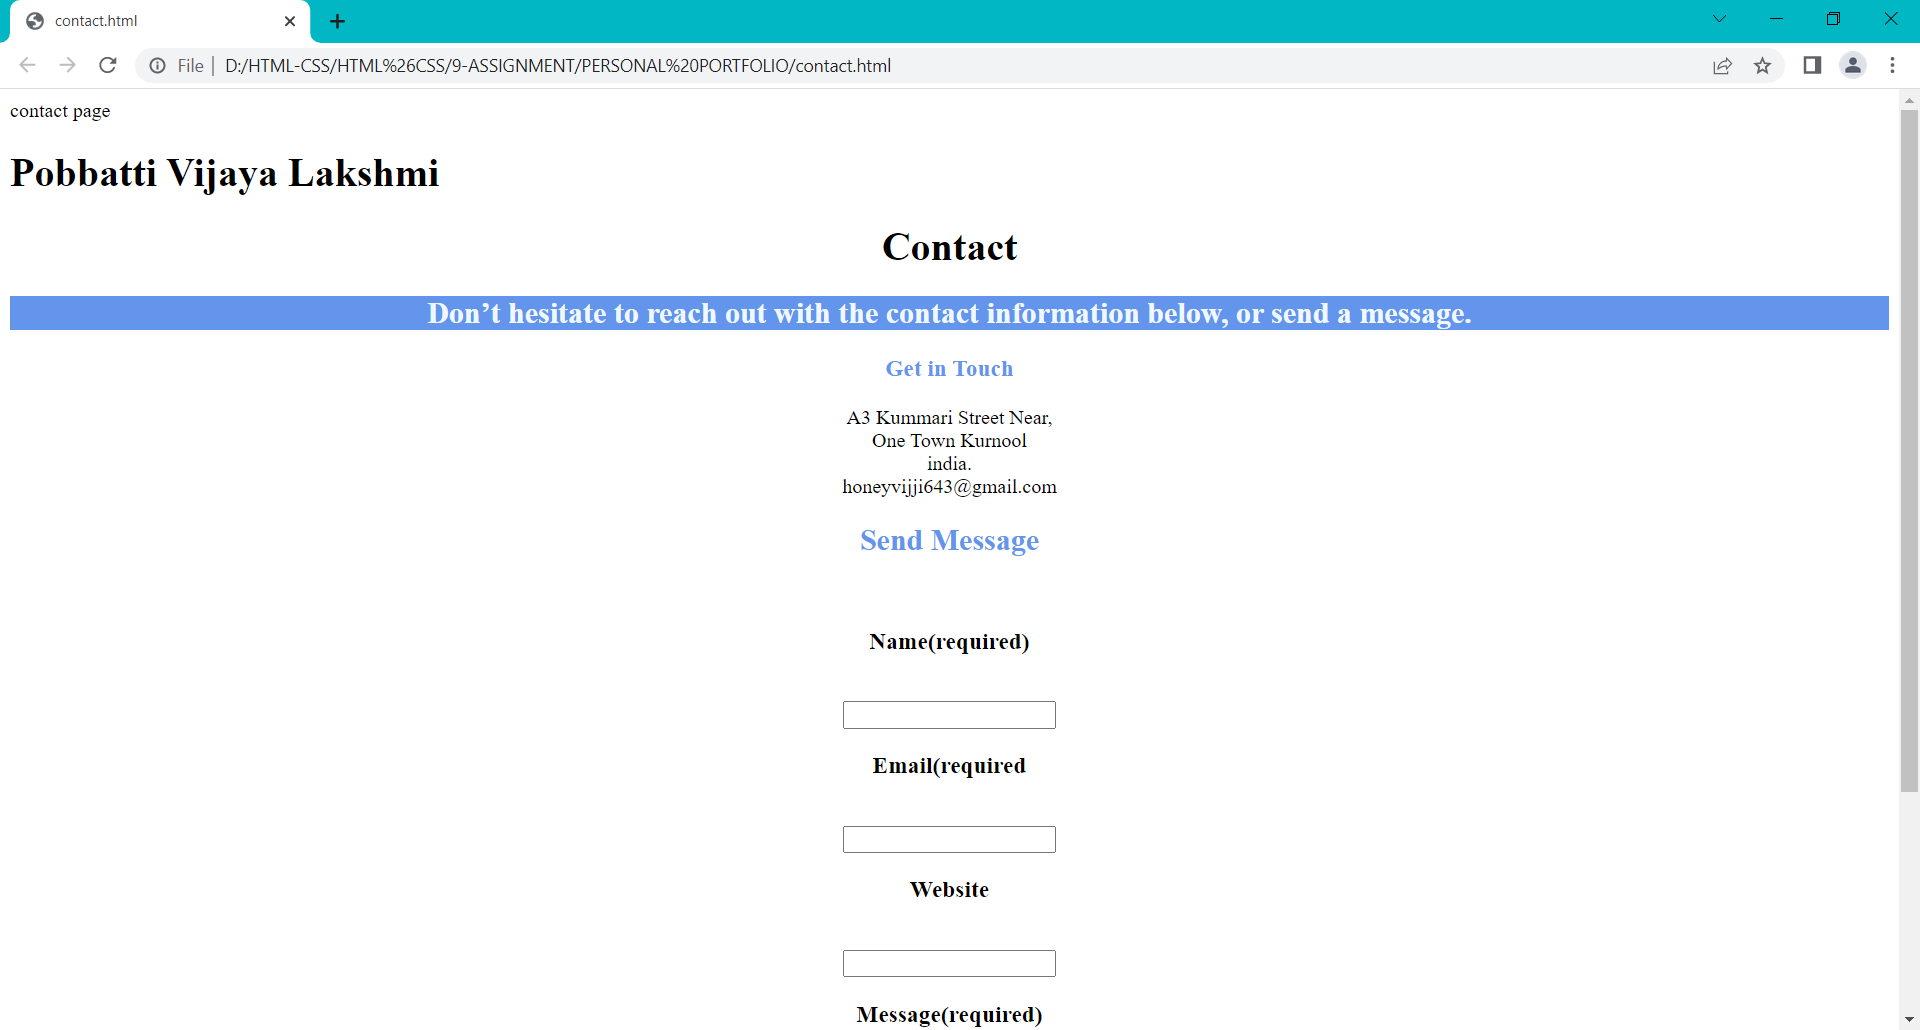 contact.html
File
D:/HTML-CSS/HTML%26CSS/9-ASSIGNMENT/PERSONAL%20PORTFOLIO/contact.html
contact page
Pobbatti Vijaya Lakshmi
Contact
Don’t hesitate to reach out with the contact information below, or send a message.
Get in Touch
A3 Kummari Street Near,
One Town Kurnool
india.
honeyvijji643@gmail.com
Send Message
Name(required)
Email(required
Website
Message(required)